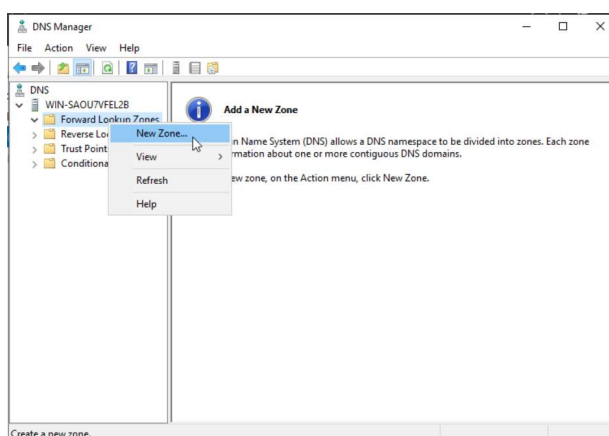 DNS Manager
File Action View Help
DNS
WIN-SAOU7VFEL2B
Forward Lookup Zones
Reverse Lo
Trust Point
Conditiona
New Zone...
View
Refresh
Help
Add a New Zone
n Name System (DNS) allows a DNS namespace to be divided into zones. Each zone
rmation about one or more contiguous DNS domains.
ew zone, on the Action menu, click New Zone.
Create a new zone.